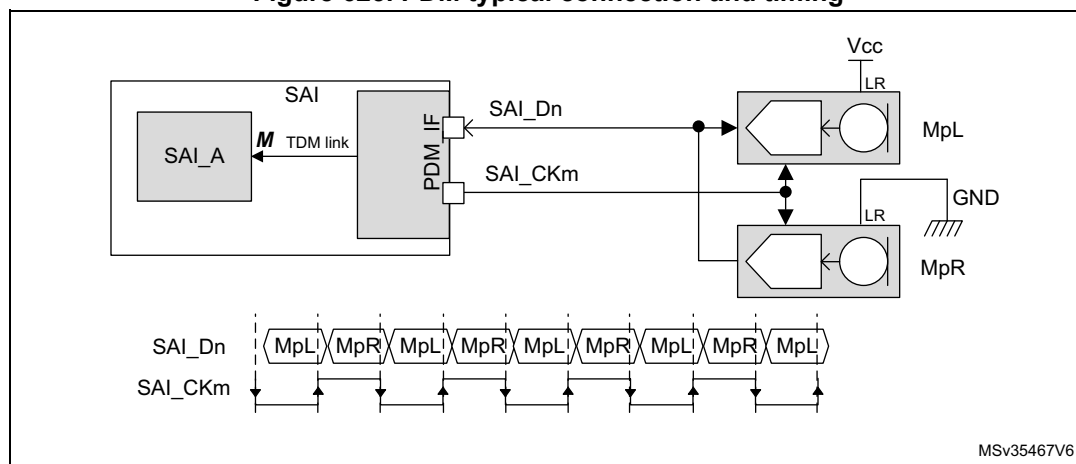 Vcc
SAI
LR
SAI_Dn
MpL
PDM_IF
SAI_A
M
TDM link
SAI_CKm
GND
LR
MpR
SAI_Dn
MpL MpR MpL MpR MpL MpR MpL MpR MpL
SAI_CKm
MSv35467V6